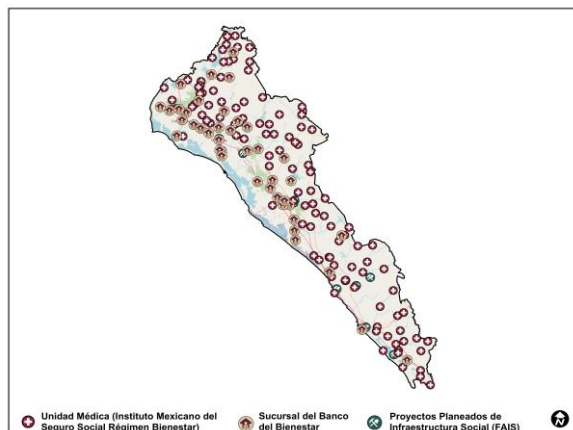 Unidad Médica (Instituto Mexicano del
Seguro Social Régimen Bienestar)
Sucursal del Banco
del Bienestar
Proyectos Planeados de
Infraestructura Social (FAIS)